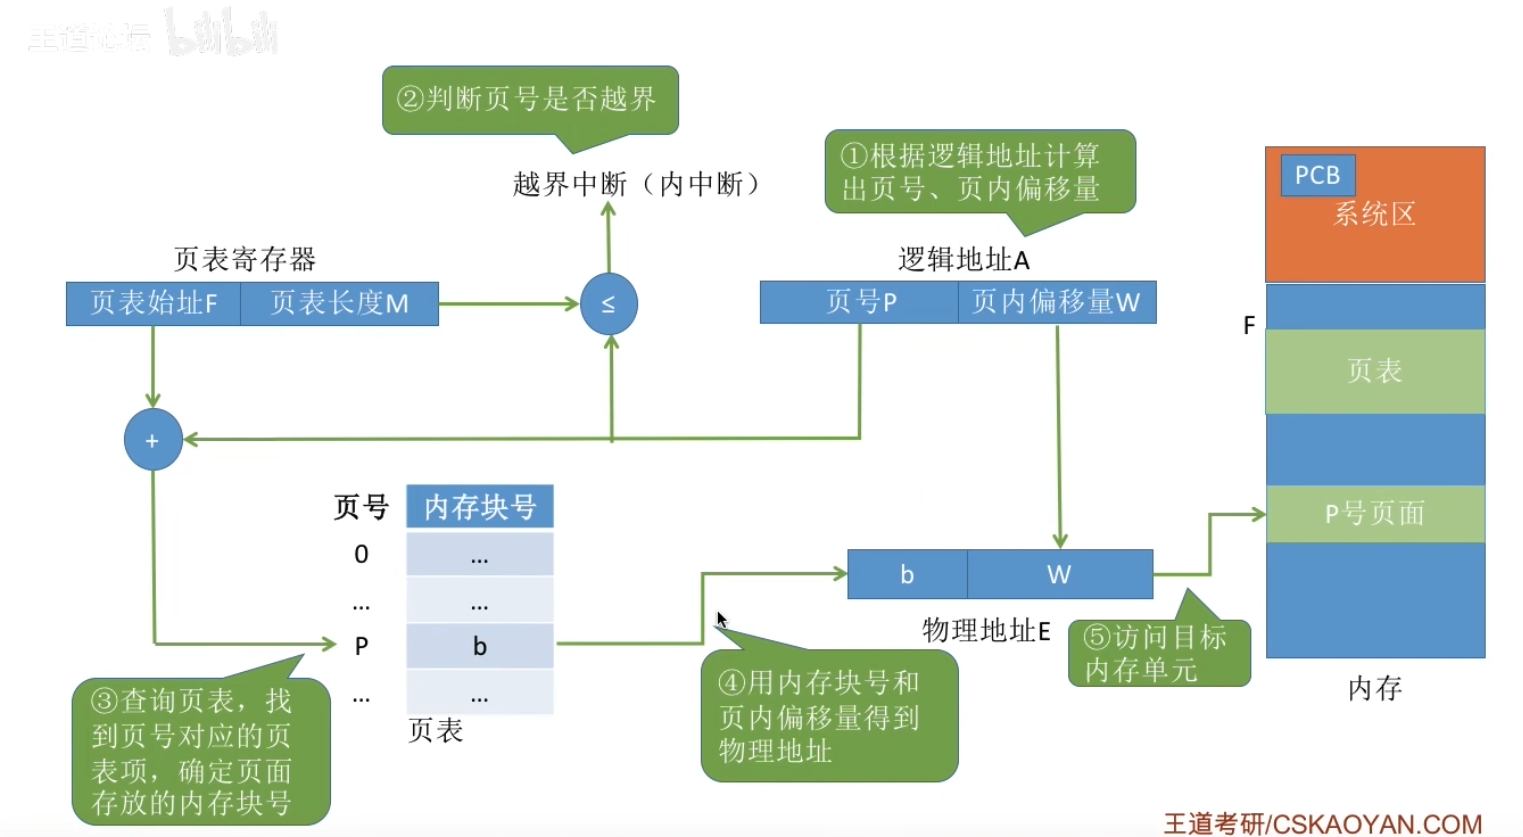 王道论坛 bilibili
②判断页号是否越界
越界中断（内中断）
①根据逻辑地址计算
出页号、页内偏移量
PCB
系统区
页表寄存器
页表始址F
页表长度M
≤
逻辑地址A
页号P
页内偏移量W
F
页表
+
P号页面
页号
内存块号
0
...
...
...
P
b
...
...
页表
b
W
物理地址E
③查询页表，找
到页号对应的页
表项，确定页面
存放的内存块号
④用内存块号和
页内偏移量得到
物理地址
⑤访问目标
内存单元
内存
王道考研/CSKAOYAN.COM